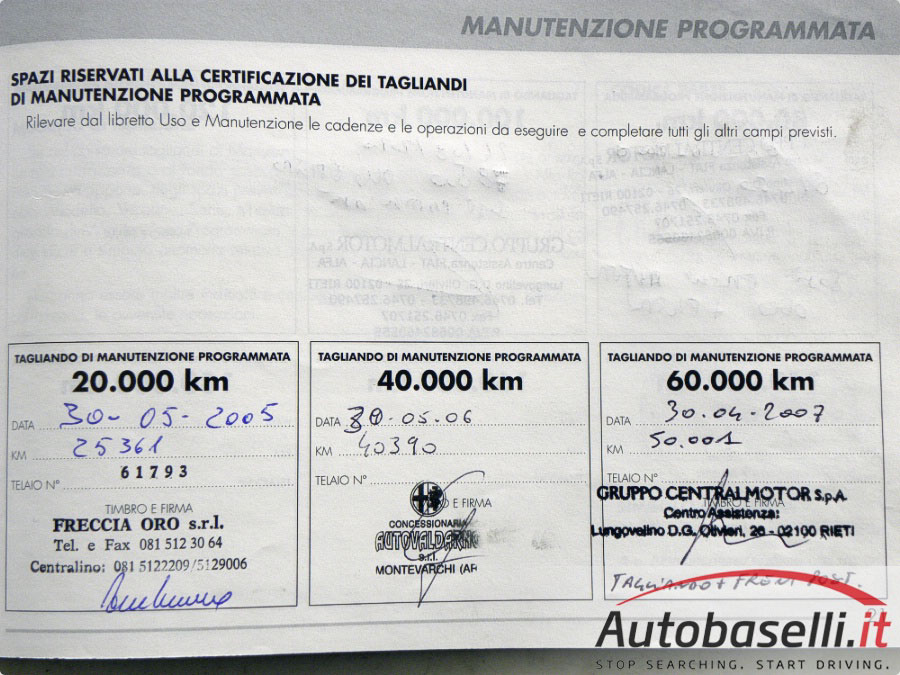 MANUTENZIONE PROGRAMMATA
SPAZI RISERVATI ALLA CERTIFICAZIONE DEI TAGLIANDI
DI MANUTENZIONE PROGRAMMATA
Rilevare dal libretto Uso e Manutenzione le cadenze e le operazioni da eseguire e completare tutti gli altri campi previsti.
TAGLIANDO DI MANUTENZIONE PROGRAMMATA
20.000 km
DATA 30-05-2005
KM 25361
61793
TELAIO N°
TIMBRO E FIRMA
FRECCIA ORO s.r.l.
Tel. e Fax 081 512 30 64
Centralino: 081 5122209/5129006
TAGLIANDO DI MANUTENZIONE PROGRAMMATA
40.000 km
DATA 30.05.06
KM 40390
TELAIO N°
O E FIRMA
CONCESSIONARIA
AUTOVALDARNO
s.r.l.
MONTEVARCHI (AR
TAGLIANDO DI MANUTENZIONE PROGRAMMATA
60.000 km
DATA 30.04-2007
KM 50.001
TELAIO N°
TIMBRO E FIRMA
GRUPPO CENTRALMOTOR S.p.A.
Centro Assistenza:
Lungovelino D.G. Olivieri, 26 - 02100 RIETI
TAGLIANDO + FRENI POST.
Autobaselli.it
STOP SEARCHING. START DRIVING.